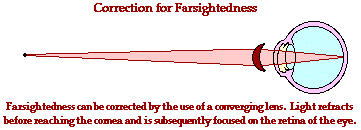 Correction for Farsightedness
Farsightedness can be corrected by the use of a converging lens. Light refracts
before reaching the cornea and is subsequently focused on the retina of the eye.